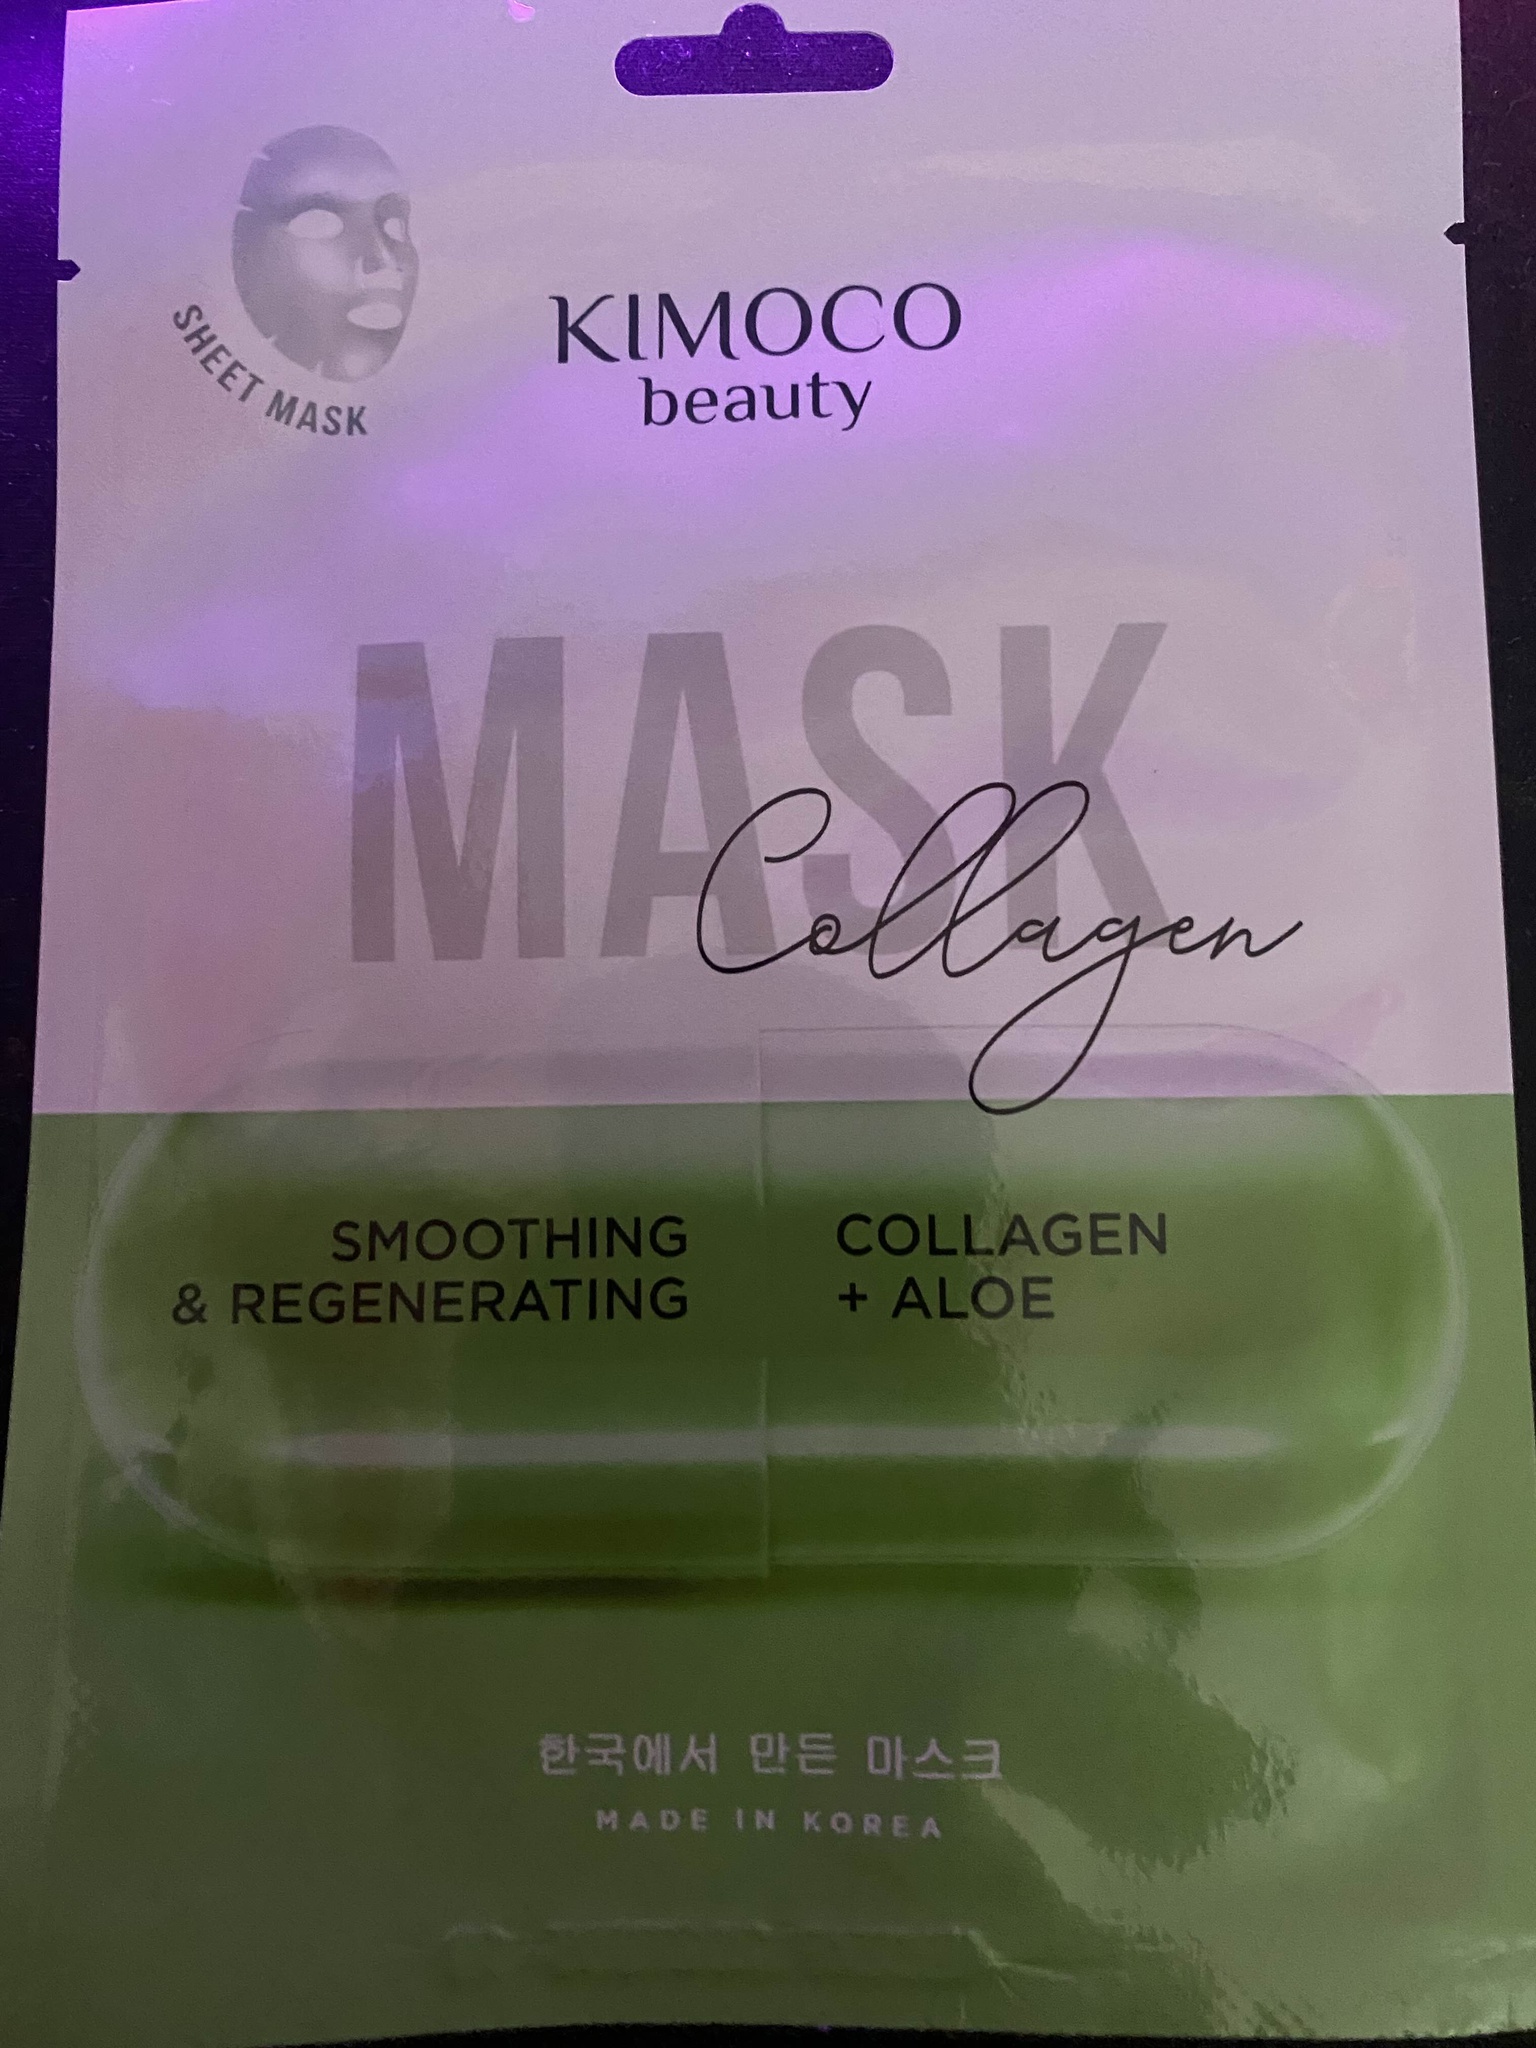 SHEET MASK
KIMOCO
beauty
MASK
Collagen
SMOOTHING
& REGENERATING
COLLAGEN
+ ALOE
한국에서 만든 마스크
MADE IN KOREA